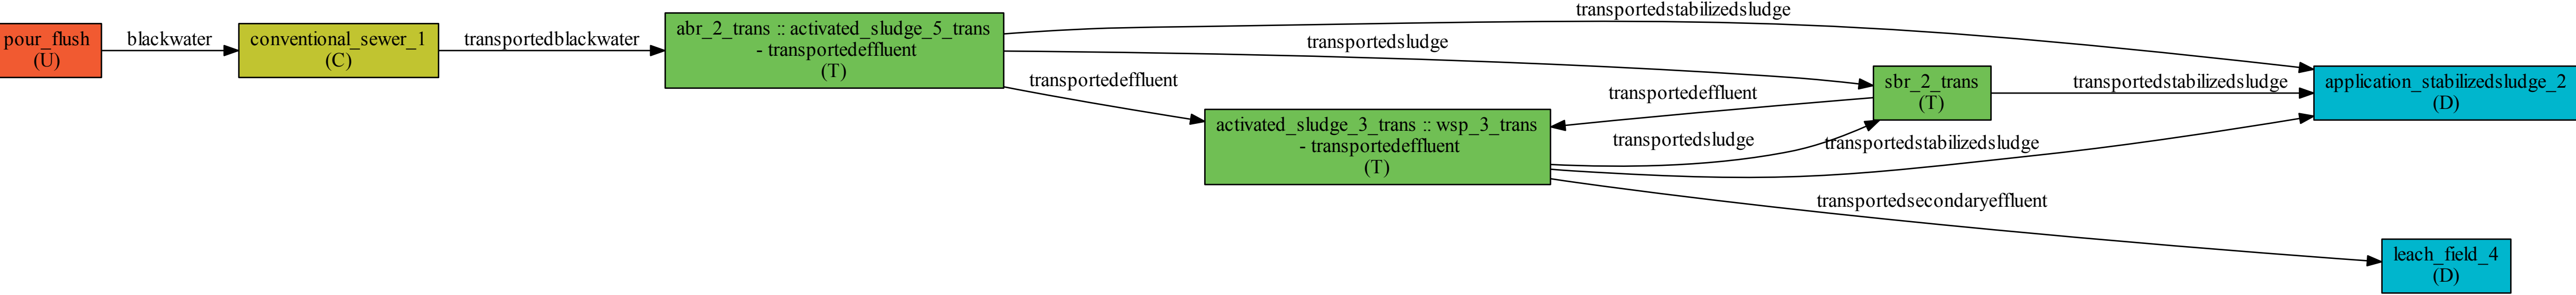 pour_flush
(U)
blackwater
conventional_sewer_1
(C)
transportedblackwater
abr_2_trans :: activated_sludge_5_trans
- transportedeffluent
(T)
transportedstabilizedsludge
transportedsludge
transportedeffluent
activated_sludge_3_trans :: wsp_3_trans
- transportedeffluent
(T)
transportedeffluent
transportedsludge
transportedstabilizedsludge
transportedsecondaryeffluent
sbr_2_trans
(T)
transportedstabilizedsludge
application_stabilizedsludge_2
(D)
leach_field_4
(D)